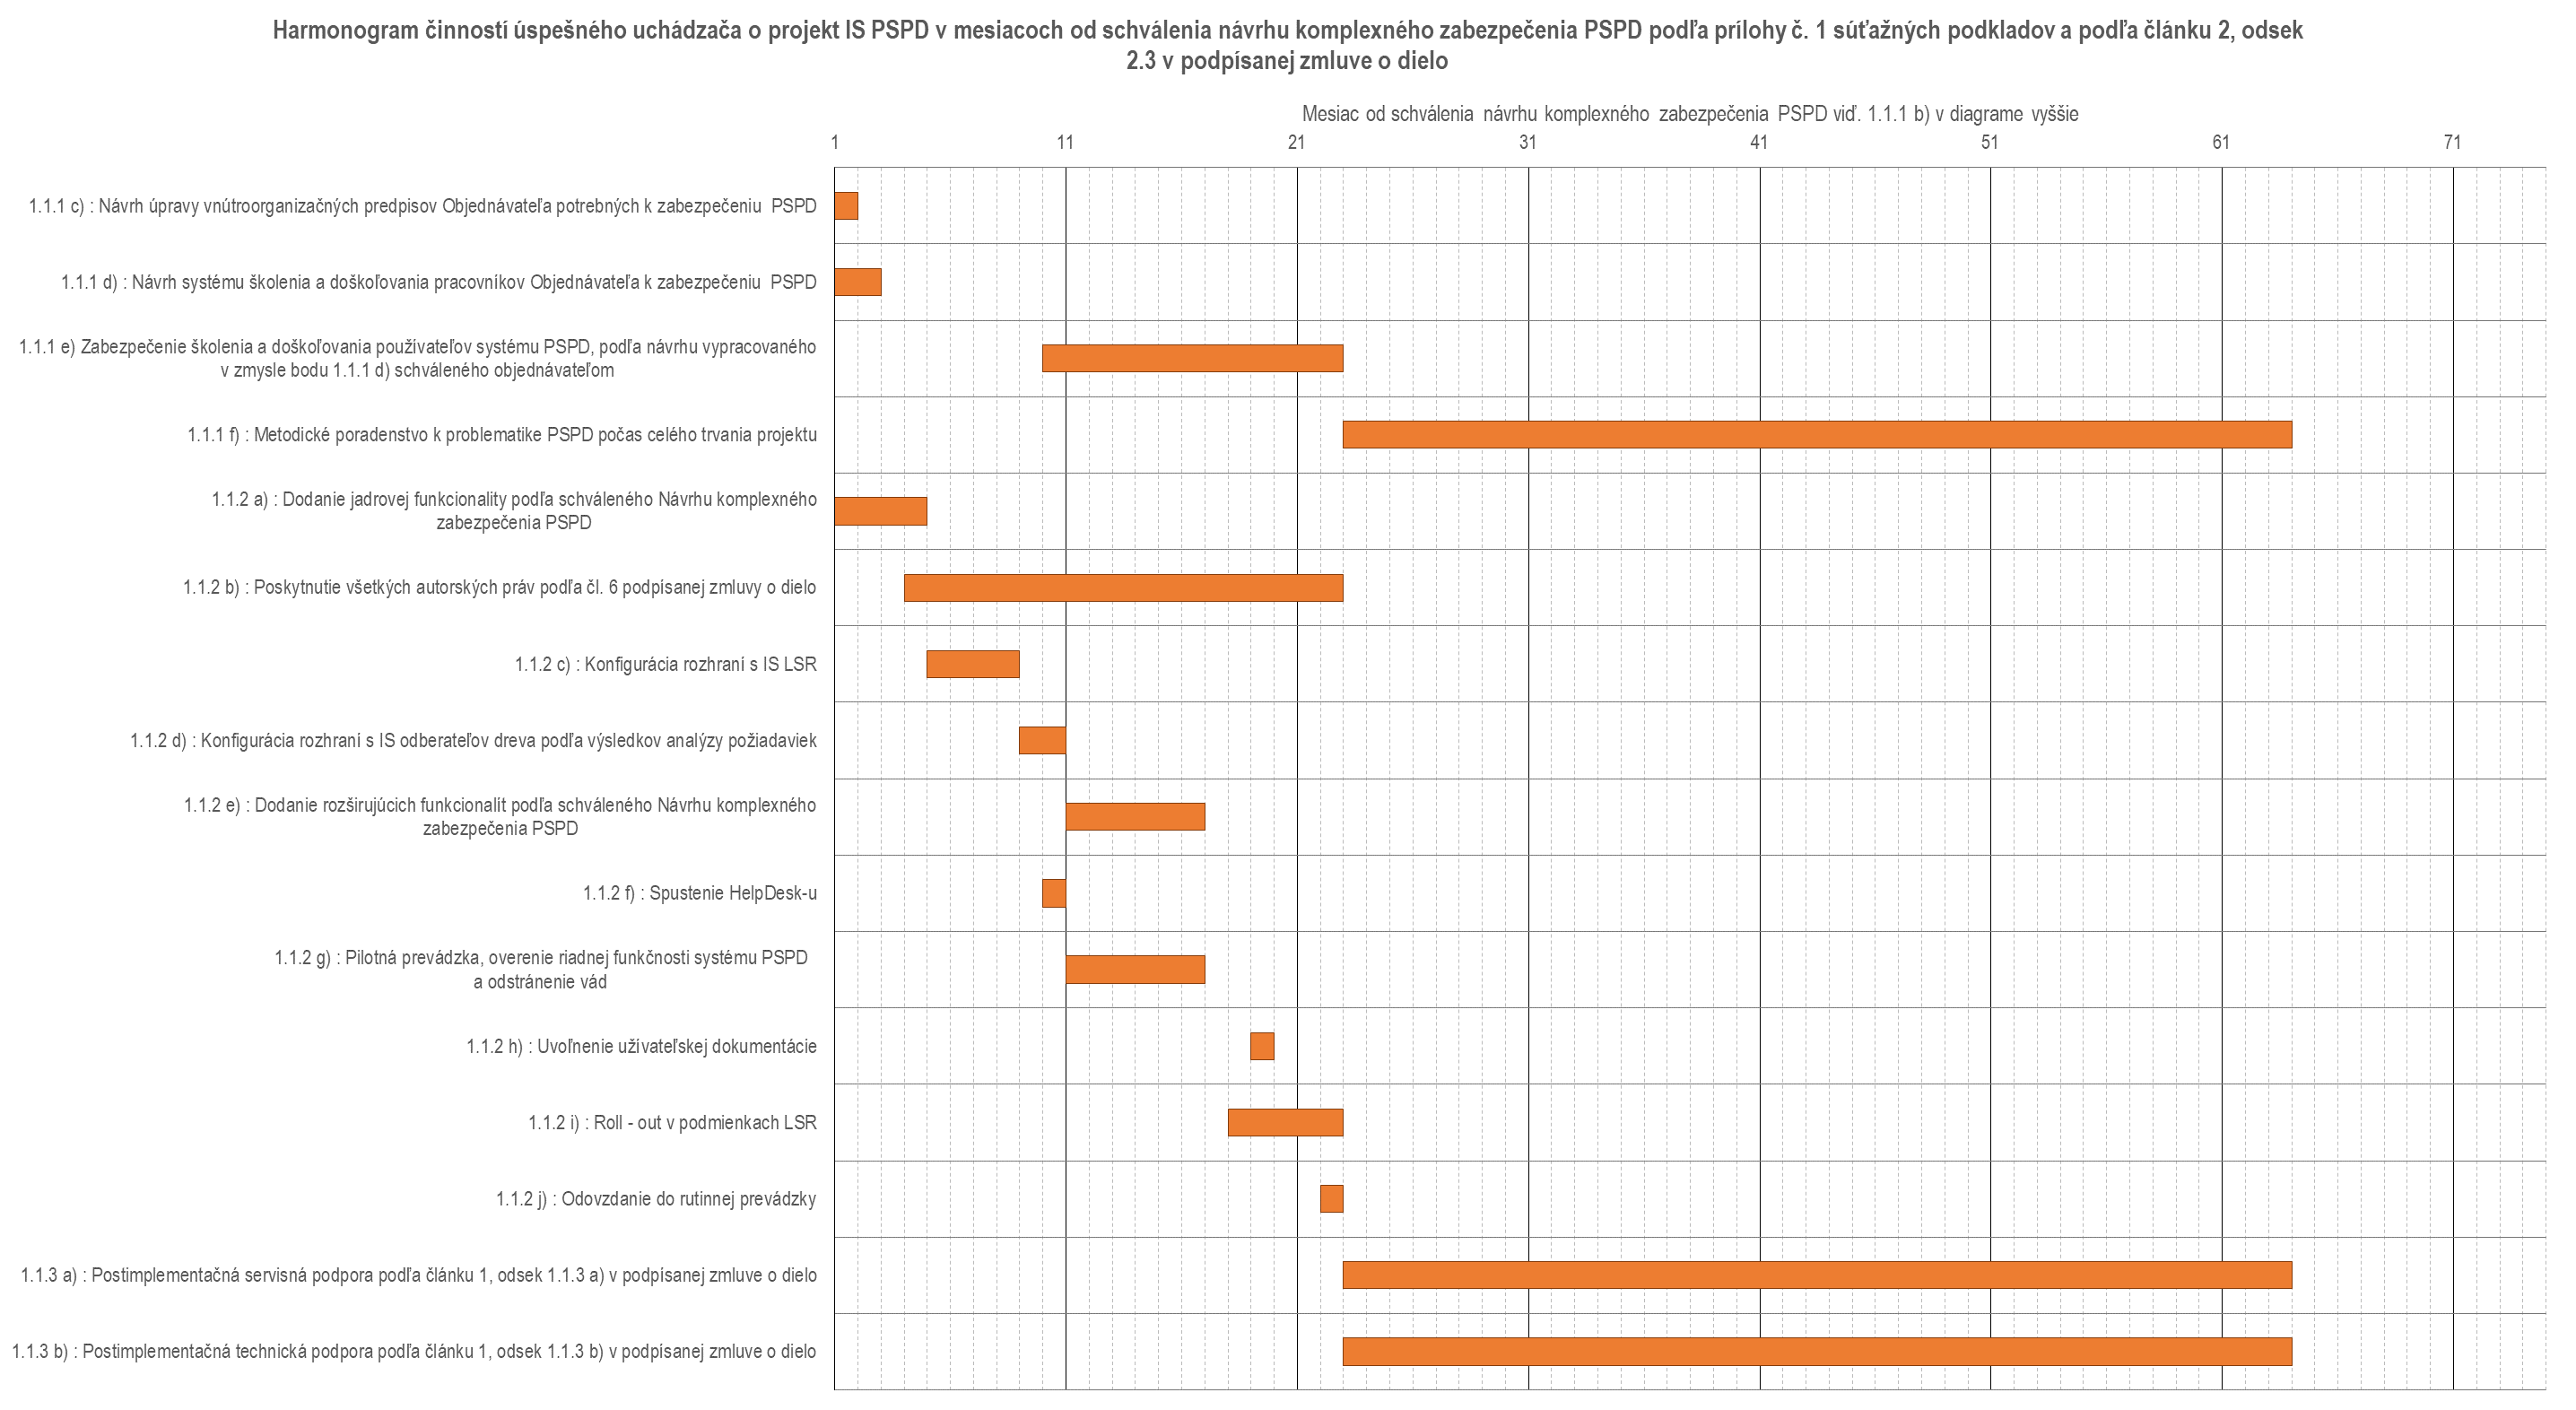 Harmonogram činností úspešného uchádzača o projekt IS PSPD v mesiacoch od schválenia návrhu komplexného zabezpečenia PSPD podľa prílohy č. 1 súťažných podkladov a podľa článku 2, odsek
2.3 v podpísanej zmluve o dielo
Mesiac od schválenia návrhu komplexného zabezpečenia PSPD viď. 1.1.1 b) v diagrame vyššie
1 11 21 31 41 51 61 71
1.1.1 c) : Návrh úpravy vnútroorganizačných predpisov Objednávateľa potrebných k zabezpečeniu PSPD
1.1.1 d) : Návrh systému školenia a doškoľovania pracovníkov Objednávateľa k zabezpečeniu PSPD
1.1.1 e) Zabezpečenie školenia a doškoľovania používateľov systému PSPD, podľa návrhu vypracovaného
v zmysle bodu 1.1.1 d) schváleného objednávateľom
1.1.1 f) : Metodické poradenstvo k problematike PSPD počas celého trvania projektu
1.1.2 a) : Dodanie jadrovej funkcionality podľa schváleného Návrhu komplexného
zabezpečenia PSPD
1.1.2 b) : Poskytnutie všetkých autorských práv podľa čl. 6 podpísanej zmluvy o dielo
1.1.2 c) : Konfigurácia rozhraní s IS LSR
1.1.2 d) : Konfigurácia rozhraní s IS odberateľov dreva podľa výsledkov analýzy požiadaviek
1.1.2 e) : Dodanie rozširujúcich funkcionalít podľa schváleného Návrhu komplexného
zabezpečenia PSPD
1.1.2 f) : Spustenie HelpDesk-u
1.1.2 g) : Pilotná prevádzka, overenie riadnej funkčnosti systému PSPD
a odstránenie vád
1.1.2 h) : Uvoľnenie užívateľskej dokumentácie
1.1.2 i) : Roll - out v podmienkach LSR
1.1.2 j) : Odovzdanie do rutinnej prevádzky
1.1.3 a) : Postimplementačná servisná podpora podľa článku 1, odsek 1.1.3 a) v podpísanej zmluve o dielo
1.1.3 b) : Postimplementačná technická podpora podľa článku 1, odsek 1.1.3 b) v podpísanej zmluve o dielo